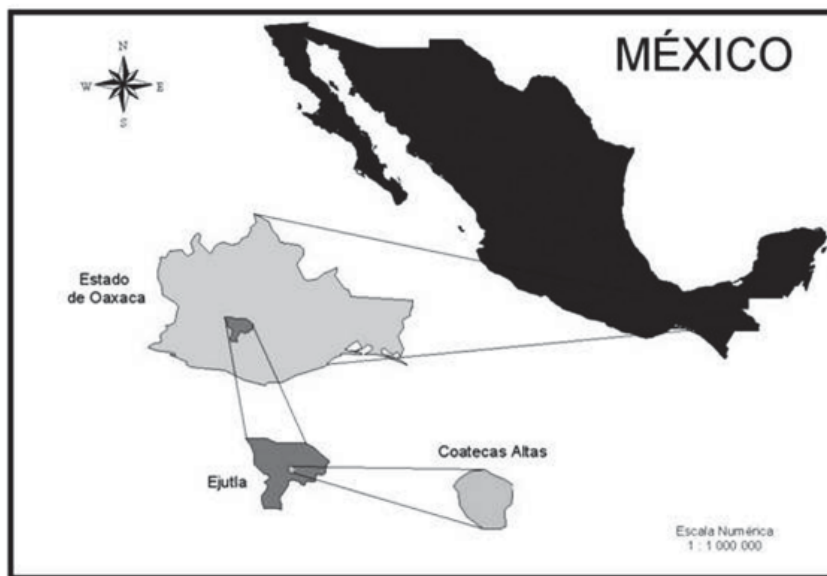 MÉXICO
N
W E
S
Estado
de Oaxaca
Coatecas Altas
Ejutla
Escala Numérica
1 : 1 000 000